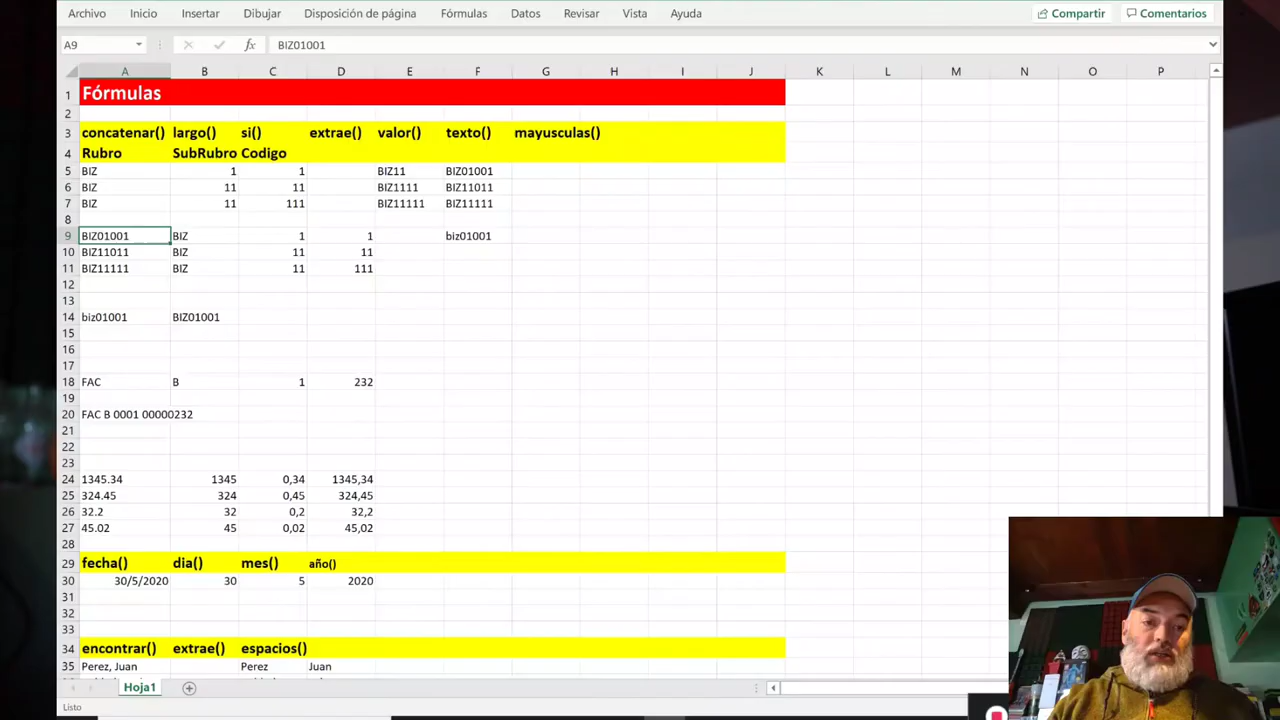 Archivo Inicio Insertar Dibujar Disposición de página Fórmulas Datos Revisar Vista Ayuda Compartir Comentarios
A9 fx BIZ01001
A B C D E F G H I J K L M N O P
1 Fórmulas
2
3 concatenar() largo() si() extrae() valor() texto() mayusculas()
4 Rubro SubRubro Codigo
5 BIZ 1 1 BIZ11 BIZ01001
6 BIZ 11 11 BIZ1111 BIZ11011
7 BIZ 11 111 BIZ11111 BIZ11111
8
9 BIZ01001 BIZ 1 1 biz01001
10 BIZ11011 BIZ 11 11
11 BIZ11111 BIZ 11 111
12
13
14 biz01001 BIZ01001
15
16
17
18 FAC B 1 232
19
20 FAC B 0001 00000232
21
22
23
24 1345.34 1345 0,34 1345,34
25 324.45 324 0,45 324,45
26 32.2 32 0,2 32,2
27 45.02 45 0,02 45,02
28
29 fecha() dia() mes() año()
30 30/5/2020 30 5 2020
31
32
33
34 encontrar() extrae() espacios()
35 Perez, Juan Perez Juan
Hoja1
Listo